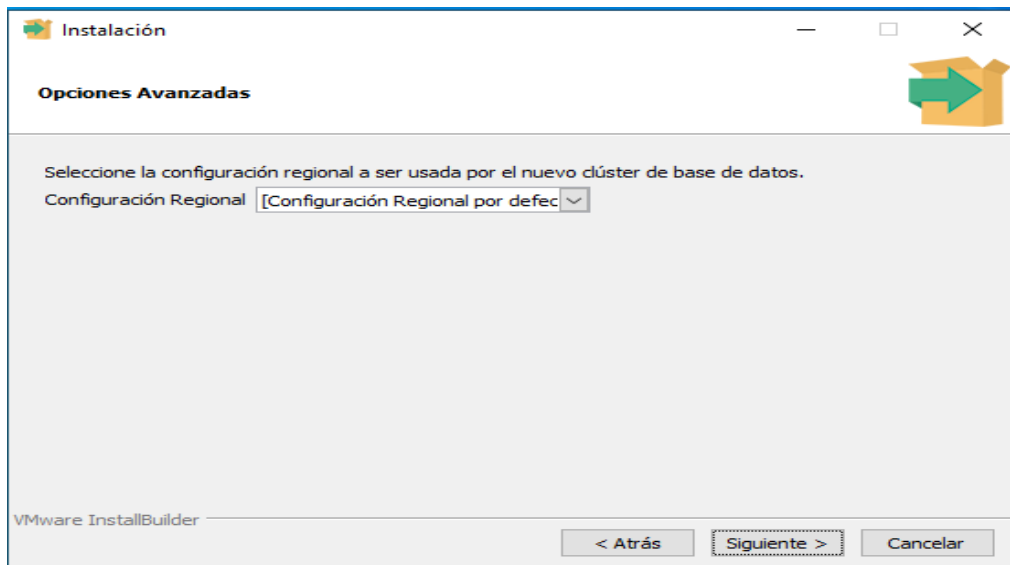 Instalación
Opciones Avanzadas
Seleccione la configuración regional a ser usada por el nuevo clúster de base de datos.
Configuración Regional [Configuración Regional por defec
VMware InstallBuilder
< Atrás Siguiente > Cancelar